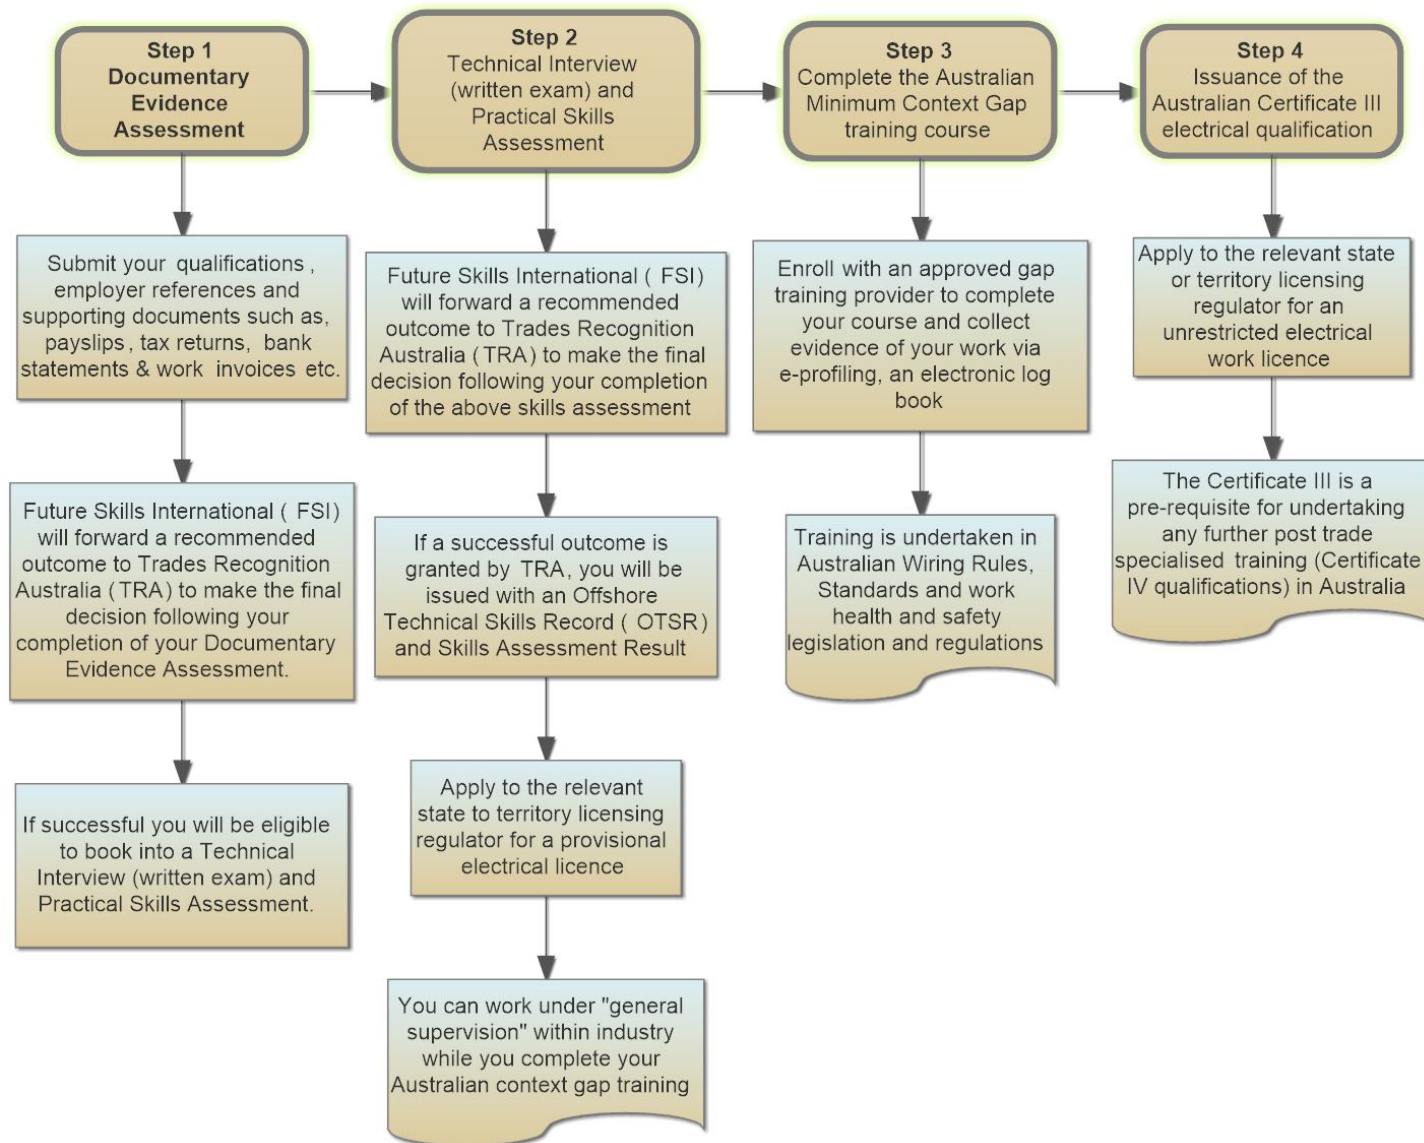 Step 1
Documentary
Evidence
Assessment
Submit your qualifications ,
employer references and
supporting documents such as,
payslips , tax returns, bank
statements & work invoices etc.
Future Skills International ( FSI)
will forward a recommended
outcome to Trades Recognition
Australia ( TRA) to make the final
decision following your
completion of your Documentary
Evidence Assessment.
If successful you will be eligible
to book into a Technical
Interview (written exam) and
Practical Skills Assessment.
Step 2
Technical Interview
(written exam) and
Practical Skills
Assessment
Future Skills International ( FSI)
will forward a recommended
outcome to Trades Recognition
Australia ( TRA) to make the final
decision following your completion
of the above skills assessment
If a successful outcome is
granted by TRA, you will be
issued with an Offshore
Technical Skills Record ( OTSR)
and Skills Assessment Result
Apply to the relevant
state to territory licensing
regulator for a provisional
electrical licence
You can work under "general
supervision" within industry
while you complete your
Australian context gap training
Step 3
Complete the Australian
Minimum Context Gap
training course
Enroll with an approved gap
training provider to complete
your course and collect
evidence of your work via
e-profiling, an electronic log
book
Training is undertaken in
Australian Wiring Rules,
Standards and work
health and safety
legislation and regulations
Step 4
Issuance of the
Australian Certificate III
electrical qualification
Apply to the relevant state
or territory licensing
regulator for an
unrestricted electrical
work licence
The Certificate III is a
pre-requisite for undertaking
any further post trade
specialised training (Certificate
IV qualifications) in Australia